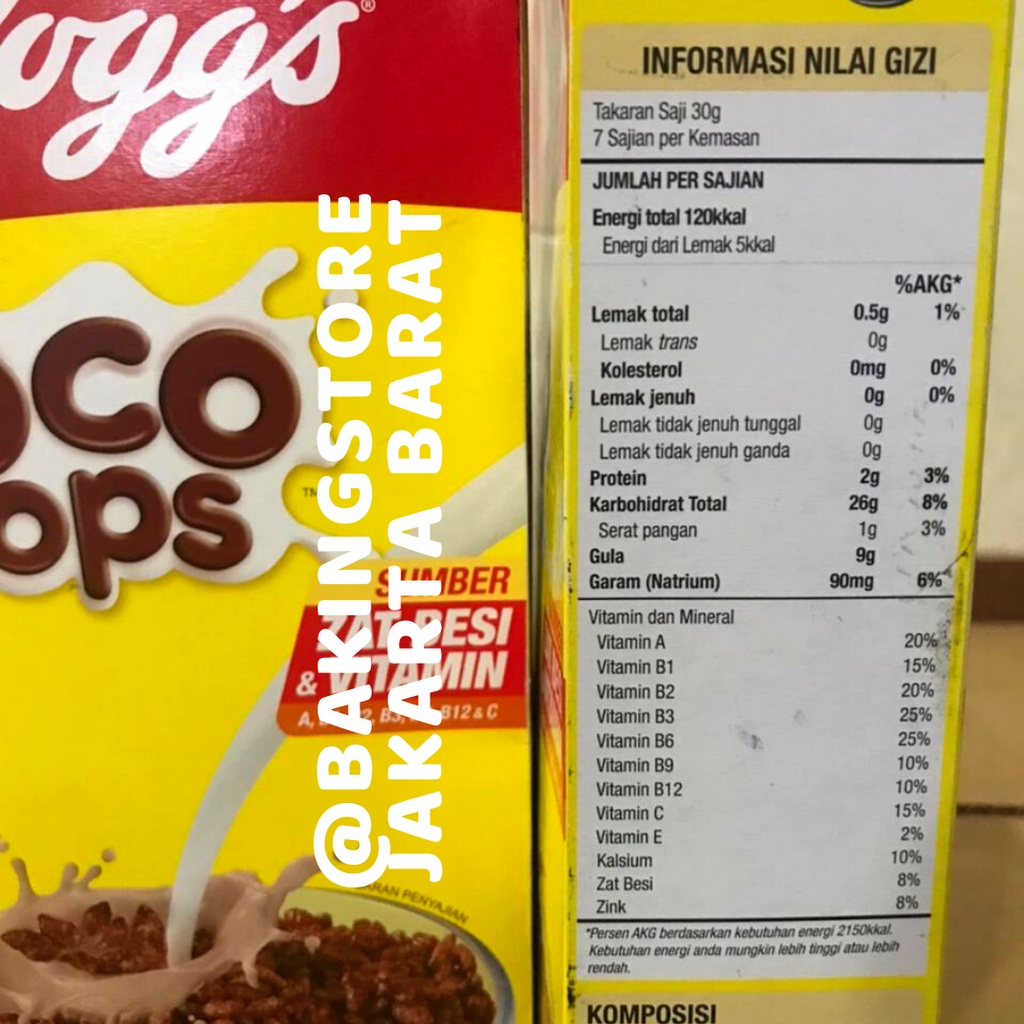 ogg's®
oco
ops
TM
SUMBER
ZAT BESI
& VITAMIN
B12 & C
PENYAJIAN
@BAKINGSTORE
JAKARTA BARAT
INFORMASI NILAI GIZI
Takaran Saji 30g
7 Sajian per Kemasan
JUMLAH PER SAJIAN
Energi total 120kkal
Energi dari Lemak 5kkal
%AKG*
Lemak total 0.5g 1%
Lemak trans 0g
Kolesterol 0mg 0%
Lemak jenuh 0g 0%
Lemak tidak jenuh tunggal 0g
Lemak tidak jenuh ganda 0g
Protein 2g 3%
Karbohidrat Total 26g 8%
Serat pangan 1g 3%
Gula 9g
Garam (Natrium) 90mg 6%
Vitamin dan Mineral
Vitamin A 20%
Vitamin B1 15%
Vitamin B2 20%
Vitamin B3 25%
Vitamin B6 25%
Vitamin B9 10%
Vitamin B12 10%
Vitamin C 15%
Vitamin E 2%
Kalsium 10%
Zat Besi 8%
Zink 8%
*Persen AKG berdasarkan kebutuhan energi 2150kkal.
Kebutuhan energi anda mungkin lebih tinggi atau lebih
rendah.
KOMPOSISI